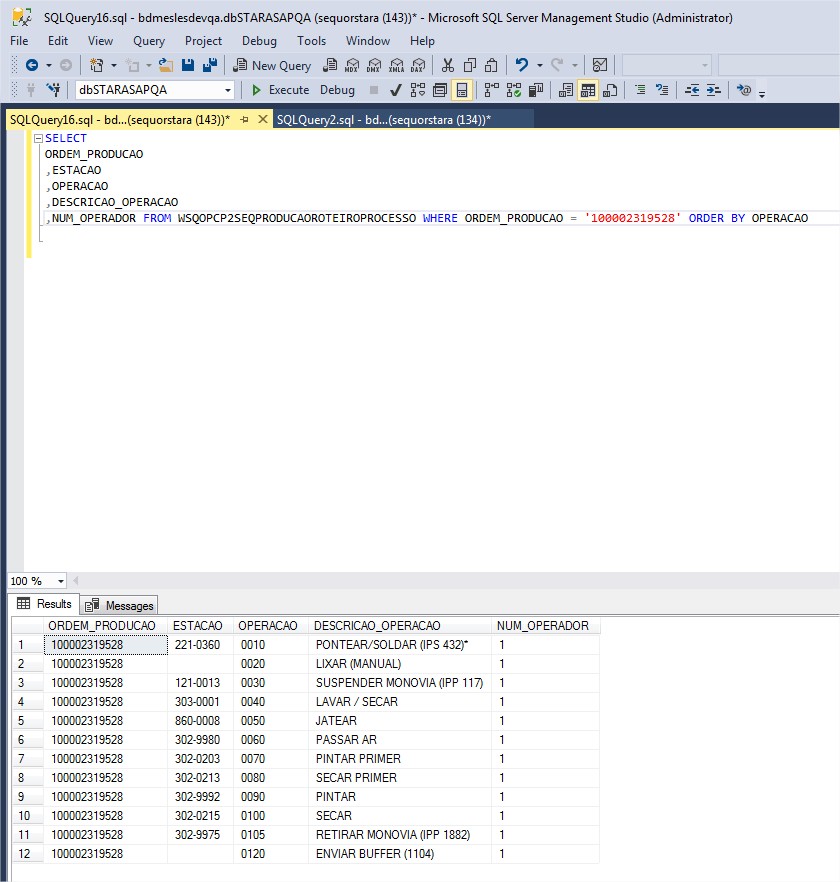 SQLQuery16.sql - bdmeslesdevqa.dbSTARASAPQA (sequorstara (143))* - Microsoft SQL Server Management Studio (Administrator)
File Edit View Query Project Debug Tools Window Help
New Query MDX DMX XMLA DAX
dbSTARASAPQA Execute Debug
SQLQuery16.sql - bd...(sequorstara (143))* SQLQuery2.sql - bd...(sequorstara (134))*
SELECT
ORDEM_PRODUCAO
,ESTACAO
,OPERACAO
,DESCRICAO_OPERACAO
,NUM_OPERADOR FROM WSQOPCP2SEQPRODUCAOROTEIROPROCESSO WHERE ORDEM_PRODUCAO = '100002319528' ORDER BY OPERACAO
100 %
Results Messages
ORDEM_PRODUCAO ESTACAO OPERACAO DESCRICAO_OPERACAO NUM_OPERADOR
1 100002319528 221-0360 0010 PONTEAR/SOLDAR (IPS 432)* 1
2 100002319528 0020 LIXAR (MANUAL) 1
3 100002319528 121-0013 0030 SUSPENDER MONOVIA (IPP 117) 1
4 100002319528 303-0001 0040 LAVAR / SECAR 1
5 100002319528 860-0008 0050 JATEAR 1
6 100002319528 302-9980 0060 PASSAR AR 1
7 100002319528 302-0203 0070 PINTAR PRIMER 1
8 100002319528 302-0213 0080 SECAR PRIMER 1
9 100002319528 302-9992 0090 PINTAR 1
10 100002319528 302-0215 0100 SECAR 1
11 100002319528 302-9975 0105 RETIRAR MONOVIA (IPP 1882) 1
12 100002319528 0120 ENVIAR BUFFER (1104) 1